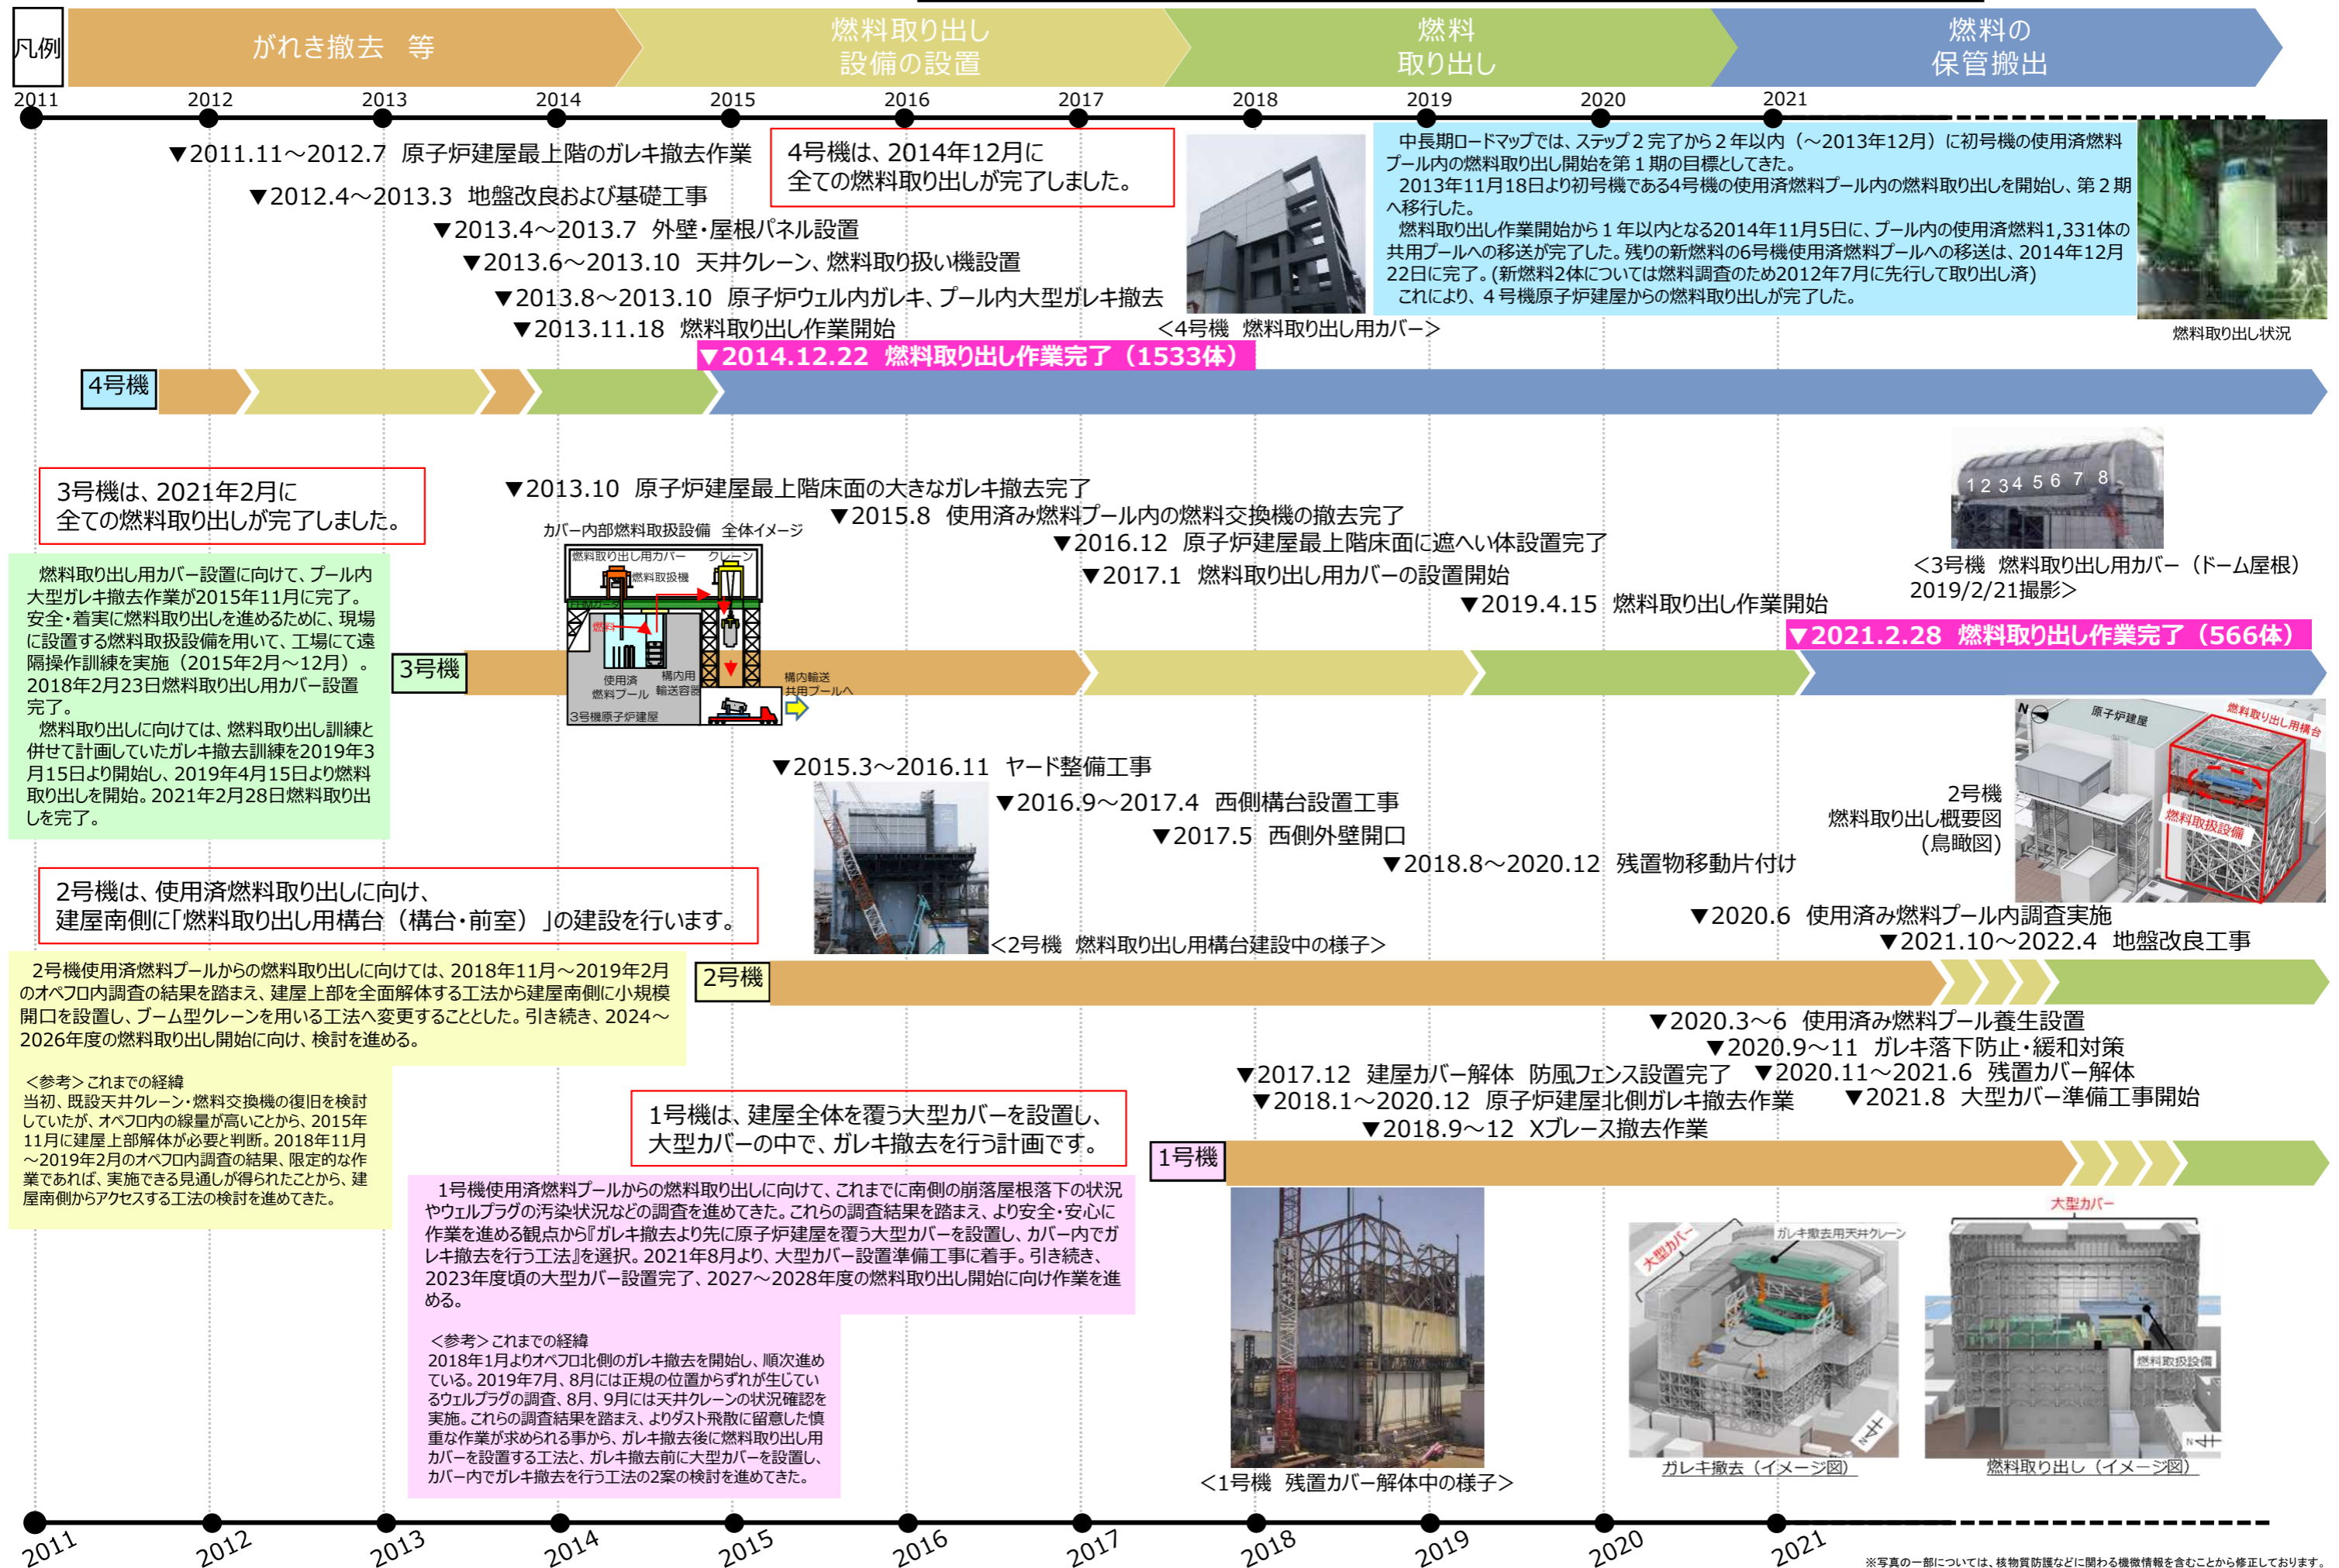 凡例
がれき撤去　等
燃料取り出し
設備の設置
燃料
取り出し
燃料の
保管搬出
2011 2012 2013 2014 2015 2016 2017 2018 2019 2020 2021
▼2011.11～2012.7 原子炉建屋最上階のガレキ撤去作業
▼2012.4～2013.3 地盤改良および基礎工事
▼2013.4～2013.7 外壁・屋根パネル設置
▼2013.6～2013.10 天井クレーン、燃料取り扱い機設置
▼2013.8～2013.10 原子炉ウェル内ガレキ、プール内大型ガレキ撤去
▼2013.11.18 燃料取り出し作業開始
▼2014.12.22 燃料取り出し作業完了（1533体）
4号機は、2014年12月に
全ての燃料取り出しが完了しました。
＜4号機 燃料取り出し用カバー＞
中長期ロードマップでは、ステップ２完了から２年以内（～2013年12月）に初号機の使用済燃料
プール内の燃料取り出し開始を第１期の目標としてきた。
2013年11月18日より初号機である4号機の使用済燃料プール内の燃料取り出しを開始し、第２期
へ移行した。
燃料取り出し作業開始から１年以内となる2014年11月5日に、プール内の使用済燃料1,331体の
共用プールへの移送が完了した。残りの新燃料の6号機使用済燃料プールへの移送は、2014年12月
22日に完了。(新燃料2体については燃料調査のため2012年7月に先行して取り出し済)
これにより、４号機原子炉建屋からの燃料取り出しが完了した。
燃料取り出し状況
4号機
3号機は、2021年2月に
全ての燃料取り出しが完了しました。
燃料取り出し用カバー設置に向けて、プール内
大型ガレキ撤去作業が2015年11月に完了。
安全・着実に燃料取り出しを進めるために、現場
に設置する燃料取扱設備を用いて、工場にて遠
隔操作訓練を実施（2015年2月～12月）。
2018年2月23日燃料取り出し用カバー設置
完了。
燃料取り出しに向けては、燃料取り出し訓練と
併せて計画していたガレキ撤去訓練を2019年3
月15日より開始し、2019年4月15日より燃料
取り出しを開始。2021年2月28日燃料取り出
しを完了。
▼2013.10 原子炉建屋最上階床面の大きなガレキ撤去完了
▼2015.8 使用済み燃料プール内の燃料交換機の撤去完了
▼2016.12 原子炉建屋最上階床面に遮へい体設置完了
▼2017.1 燃料取り出し用カバーの設置開始
▼2019.4.15 燃料取り出し作業開始
▼2021.2.28 燃料取り出し作業完了（566体）
1 2 3 4 5 6 7 8
＜3号機 燃料取り出し用カバー（ドーム屋根）
2019/2/21撮影＞
カバー内部燃料取扱設備 全体イメージ
燃料取り出し用カバー
クレーン
燃料取扱機
FHMガーダ
燃料
使用済
燃料プール
構内用
輸送容器
3号機原子炉建屋
構内輸送
共用プールへ
3号機
▼2015.3～2016.11 ヤード整備工事
▼2016.9～2017.4 西側構台設置工事
▼2017.5 西側外壁開口
▼2018.8～2020.12 残置物移動片付け
▼2020.6 使用済み燃料プール内調査実施
▼2021.10～2022.4 地盤改良工事
＜2号機 燃料取り出し用構台建設中の様子＞
2号機
燃料取り出し概要図
(鳥瞰図)
N
原子炉建屋
燃料取り出し用構台
燃料取扱設備
2号機は、使用済燃料取り出しに向け、
建屋南側に「燃料取り出し用構台（構台・前室）」の建設を行います。
2号機
2号機使用済燃料プールからの燃料取り出しに向けては、2018年11月～2019年2月
のオペフロ内調査の結果を踏まえ、建屋上部を全面解体する工法から建屋南側に小規模
開口を設置し、ブーム型クレーンを用いる工法へ変更することとした。引き続き、2024～
2026年度の燃料取り出し開始に向け、検討を進める。
＜参考＞これまでの経緯
当初、既設天井クレーン・燃料交換機の復旧を検討
していたが、オペフロ内の線量が高いことから、2015年
11月に建屋上部解体が必要と判断。2018年11月
～2019年2月のオペフロ内調査の結果、限定的な作
業であれば、実施できる見通しが得られたことから、建
屋南側からアクセスする工法の検討を進めてきた。
▼2020.3～6 使用済み燃料プール養生設置
▼2020.9～11 ガレキ落下防止・緩和対策
▼2017.12 建屋カバー解体 防風フェンス設置完了
▼2020.11～2021.6 残置カバー解体
▼2018.1～2020.12 原子炉建屋北側ガレキ撤去作業
▼2021.8 大型カバー準備工事開始
▼2018.9～12 Xブレース撤去作業
1号機は、建屋全体を覆う大型カバーを設置し、
大型カバーの中で、ガレキ撤去を行う計画です。
1号機
1号機使用済燃料プールからの燃料取り出しに向けて、これまでに南側の崩落屋根落下の状況
やウェルプラグの汚染状況などの調査を進めてきた。これらの調査結果を踏まえ、より安全・安心に
作業を進める観点から『ガレキ撤去より先に原子炉建屋を覆う大型カバーを設置し、カバー内でガ
レキ撤去を行う工法』を選択。2021年8月より、大型カバー設置準備工事に着手。引き続き、
2023年度頃の大型カバー設置完了、2027～2028年度の燃料取り出し開始に向け作業を進
める。
＜参考＞これまでの経緯
2018年1月よりオペフロ北側のガレキ撤去を開始し、順次進め
ている。2019年7月、8月には正規の位置からずれが生じてい
るウェルプラグの調査、8月、9月には天井クレーンの状況確認を
実施。これらの調査結果を踏まえ、よりダスト飛散に留意した慎
重な作業が求められる事から、ガレキ撤去後に燃料取り出し用
カバーを設置する工法と、ガレキ撤去前に大型カバーを設置し、
カバー内でガレキ撤去を行う工法の2案の検討を進めてきた。
＜1号機 残置カバー解体中の様子＞
大型カバー
ガレキ撤去用天井クレーン
N
ガレキ撤去（イメージ図）
大型カバー
燃料取扱設備
N
燃料取り出し（イメージ図）
2011 2012 2013 2014 2015 2016 2017 2018 2019 2020 2021
※写真の一部については、核物質防護などに関わる機微情報を含むことから修正しております。